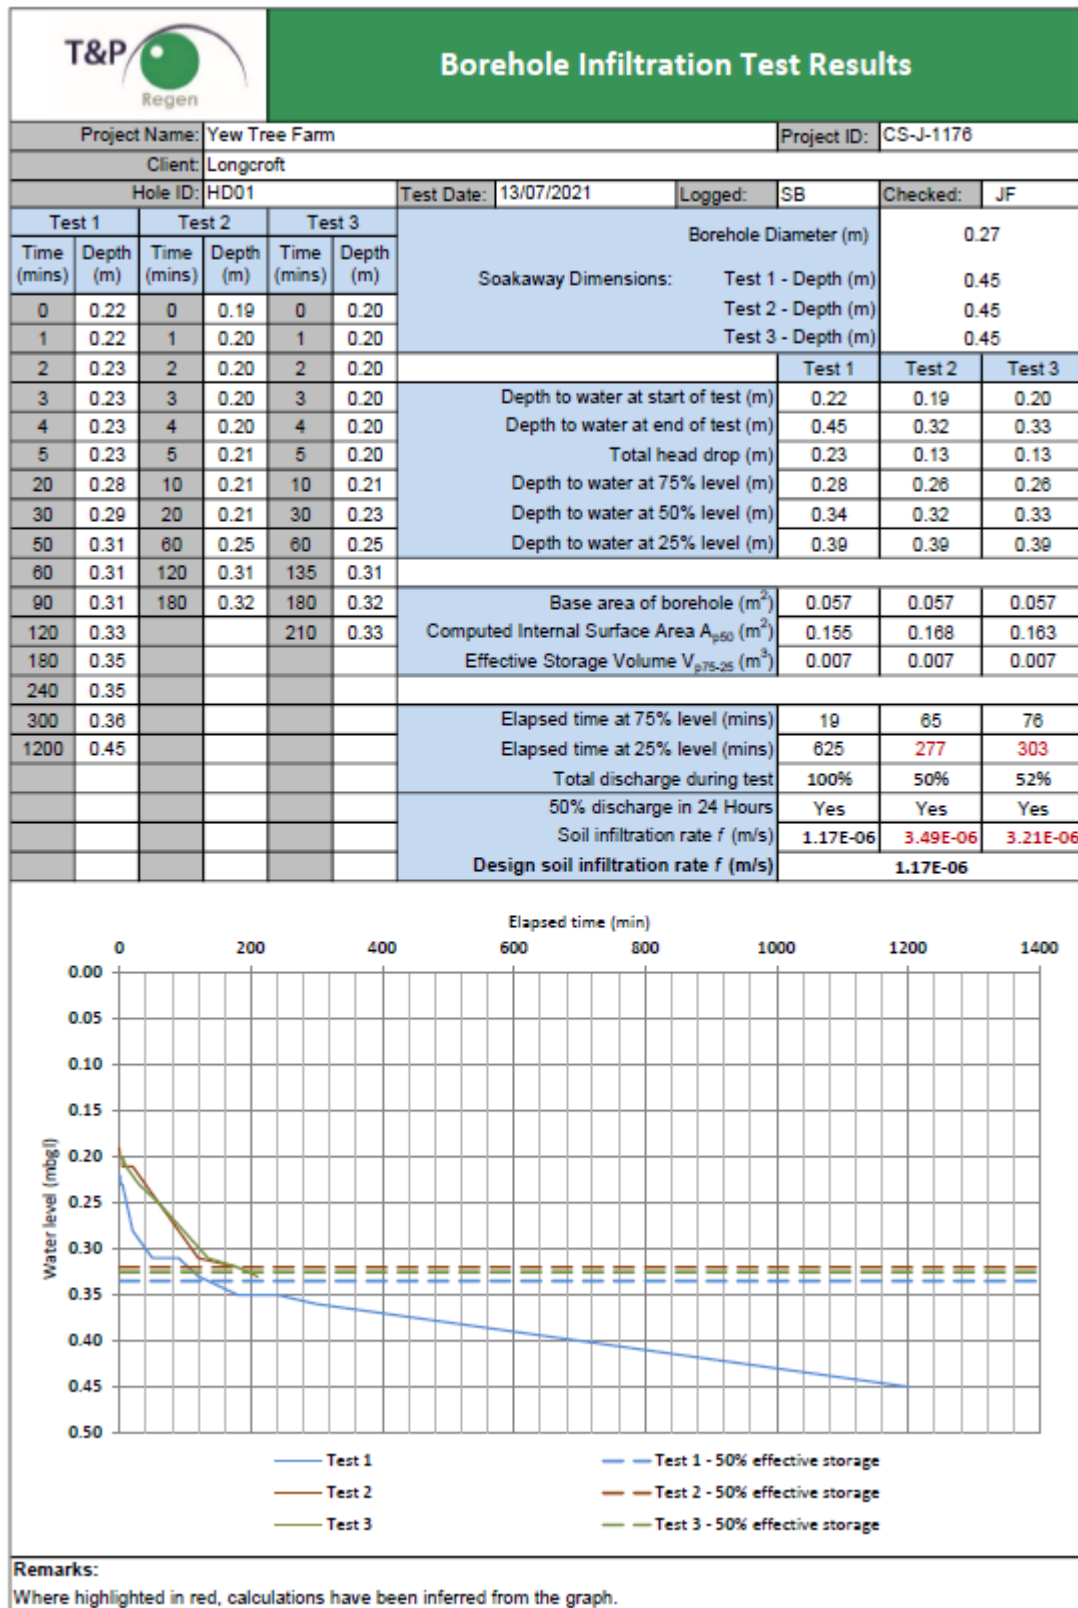 T&P
Regen
Borehole Infiltration Test Results
Project Name: Yew Tree Farm Project ID: CS-J-1176
Client: Longcroft
Hole ID: HD01 Test Date: 13/07/2021 Logged: SB Checked: JF
Test 1 Test 2 Test 3
Time (mins) Depth (m) Time (mins) Depth (m) Time (mins) Depth (m)
0 0.22 0 0.19 0 0.20
1 0.22 1 0.20 1 0.20
2 0.23 2 0.20 2 0.20
3 0.23 3 0.20 3 0.20
4 0.23 4 0.20 4 0.20
5 0.23 5 0.21 5 0.20
20 0.28 10 0.21 10 0.21
30 0.29 20 0.21 30 0.23
50 0.31 60 0.25 60 0.25
60 0.31 120 0.31 135 0.31
90 0.31 180 0.32 180 0.32
120 0.33 210 0.33
180 0.35
240 0.35
300 0.36
1200 0.45
Borehole Diameter (m) 0.27
Soakaway Dimensions: Test 1 - Depth (m) 0.45
Test 2 - Depth (m) 0.45
Test 3 - Depth (m) 0.45
Test 1 Test 2 Test 3
Depth to water at start of test (m) 0.22 0.19 0.20
Depth to water at end of test (m) 0.45 0.32 0.33
Total head drop (m) 0.23 0.13 0.13
Depth to water at 75% level (m) 0.28 0.26 0.26
Depth to water at 50% level (m) 0.34 0.32 0.33
Depth to water at 25% level (m) 0.39 0.39 0.39
Base area of borehole (m²) 0.057 0.057 0.057
Computed Internal Surface Area Ap50 (m²) 0.155 0.168 0.163
Effective Storage Volume Vp75-25 (m³) 0.007 0.007 0.007
Elapsed time at 75% level (mins) 19 65 76
Elapsed time at 25% level (mins) 625 277 303
Total discharge during test 100% 50% 52%
50% discharge in 24 Hours Yes Yes Yes
Soil infiltration rate f (m/s) 1.17E-06 3.49E-06 3.21E-06
Design soil infiltration rate f (m/s) 1.17E-06
Elapsed time (min)
0 200 400 600 800 1000 1200 1400
Water level (mbgl)
0.00
0.05
0.10
0.15
0.20
0.25
0.30
0.35
0.40
0.45
0.50
Test 1 Test 1 - 50% effective storage
Test 2 Test 2 - 50% effective storage
Test 3 Test 3 - 50% effective storage
Remarks:
Where highlighted in red, calculations have been inferred from the graph.